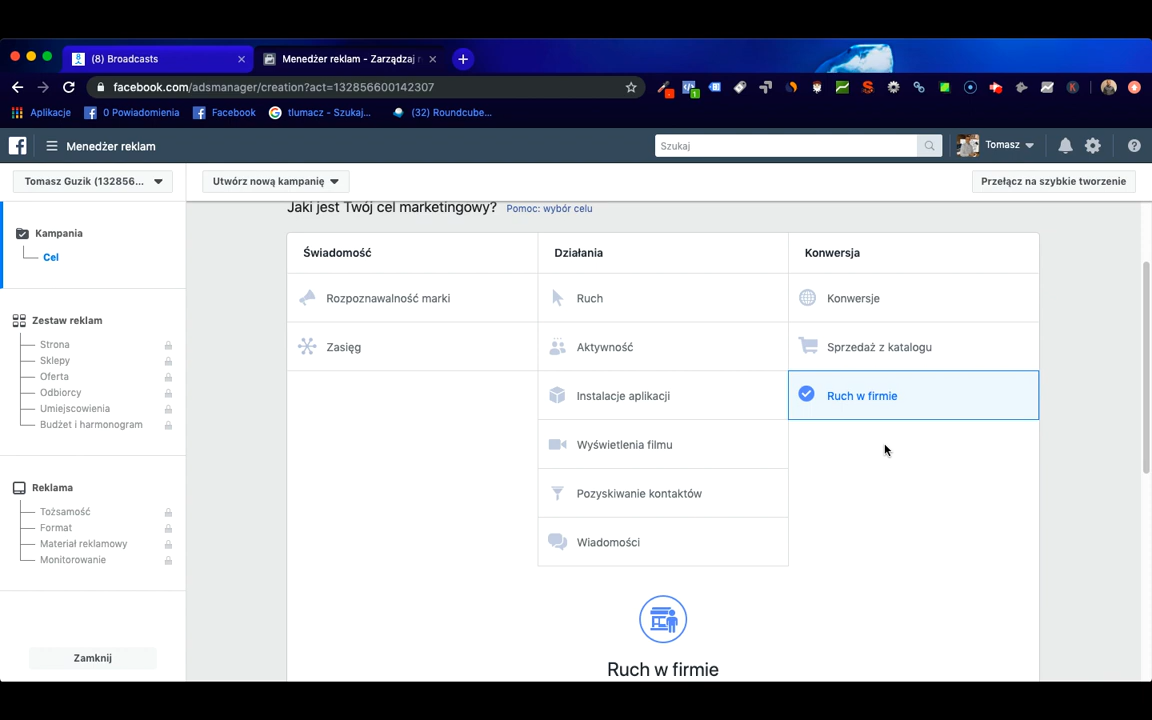 (8) Broadcasts
Menedżer reklam - Zarządzaj r
facebook.com/adsmanager/creation?act=132856600142307
Aplikacje
0 Powiadomienia
Facebook
tlumacz - Szukaj...
(32) Roundcube...
Menedżer reklam
Szukaj
Tomasz
Tomasz Guzik (132856...
Utwórz nową kampanię
Przełącz na szybkie tworzenie
Kampania
Cel
Zestaw reklam
Strona
Sklepy
Oferta
Odbiorcy
Umiejscowienia
Budżet i harmonogram
Reklama
Tożsamość
Format
Materiał reklamowy
Monitorowanie
Zamknij
Jaki jest Twój cel marketingowy? Pomoc: wybór celu
Świadomość
Działania
Konwersja
Rozpoznawalność marki
Ruch
Konwersje
Zasięg
Aktywność
Sprzedaż z katalogu
Instalacje aplikacji
Ruch w firmie
Wyświetlenia filmu
Pozyskiwanie kontaktów
Wiadomości
Ruch w firmie